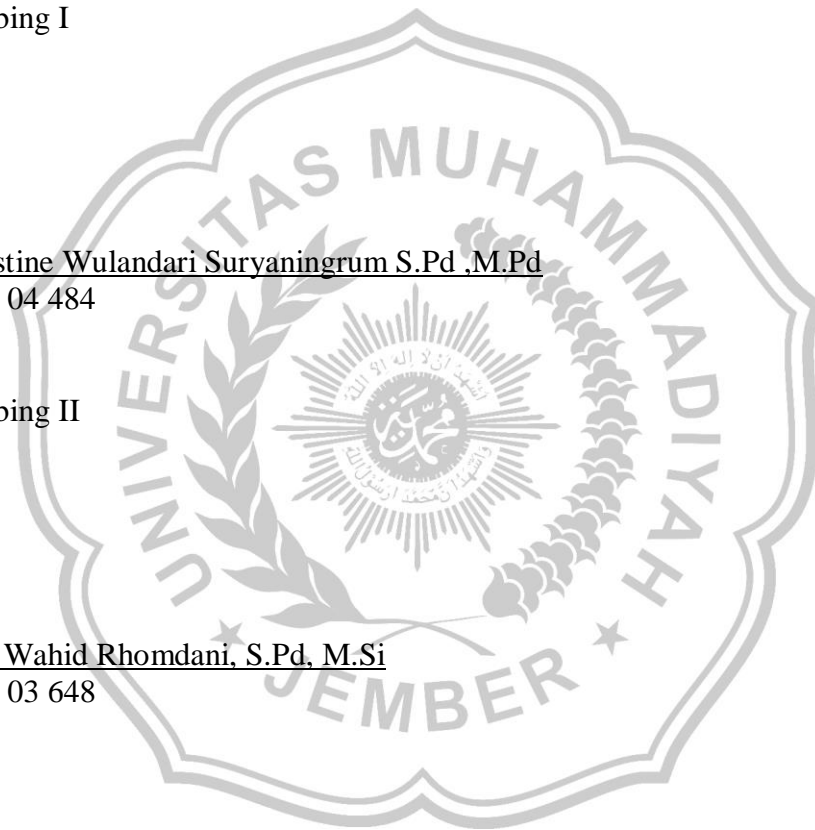 bing I
stine Wulandari Suryaningrum S.Pd ,M.Pd
04 484
bing II
Wahid Rhomdani, S.Pd, M.Si
03 648
UNIVERSITAS MUHAMMADIYAH
JEMBER